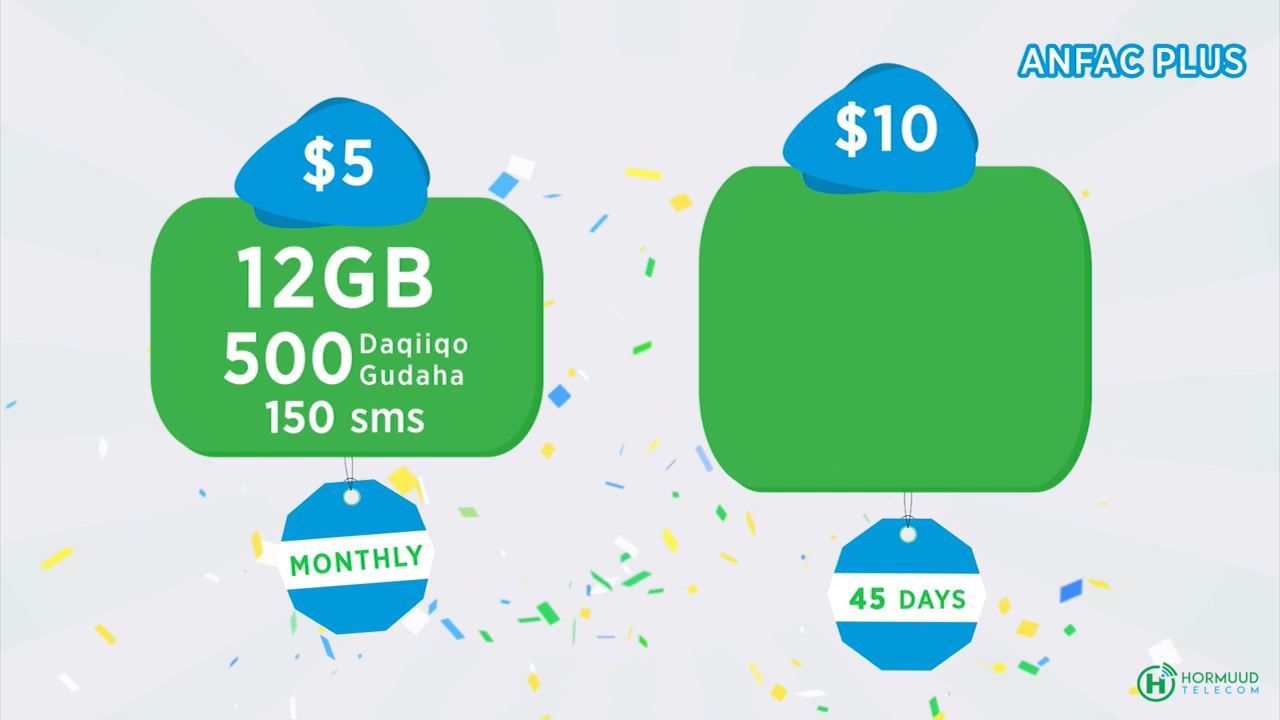 ANFAC PLUS
$5
12GB
500 Daqiiqo
Gudaha
150 sms
MONTHLY
$10
45 DAYS
HORMUUD
TELECOM